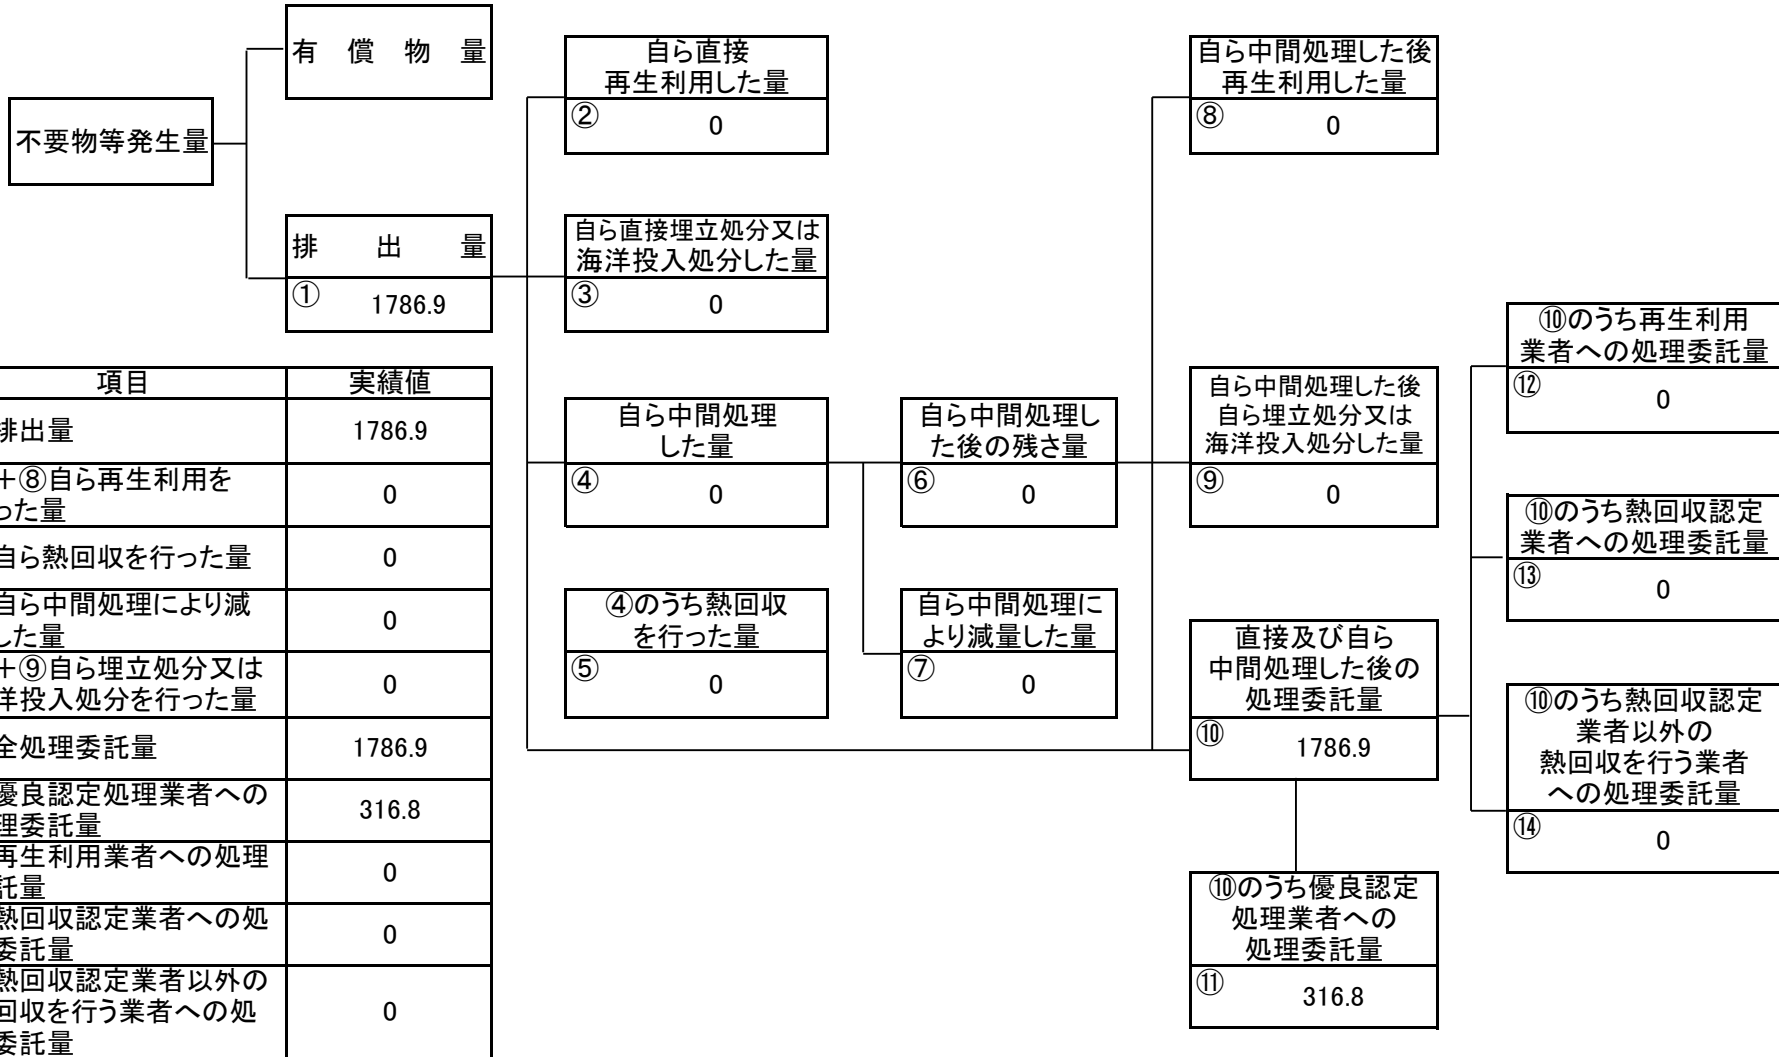 有　償　物　量
不要物等発生量
排　出　量
① 1786.9
自ら直接
再生利用した量
② 0
自ら直接埋立処分又は
海洋投入処分した量
③ 0
自ら中間処理
した量
④ 0
④のうち熱回収
を行った量
⑤ 0
自ら中間処理し
た後の残さ量
⑥ 0
自ら中間処理に
より減量した量
⑦ 0
自ら中間処理した後
再生利用した量
⑧ 0
自ら中間処理した後
自ら埋立処分又は
海洋投入処分した量
⑨ 0
直接及び自ら
中間処理した後の
処理委託量
⑩ 1786.9
⑩のうち優良認定
処理業者への
処理委託量
⑪ 316.8
⑩のうち再生利用
業者への処理委託量
⑫ 0
⑩のうち熱回収認定
業者への処理委託量
⑬ 0
⑩のうち熱回収認定
業者以外の
熱回収を行う業者
への処理委託量
⑭ 0
項目 実績値
排出量 1786.9
+⑧自ら再生利用を
った量 0
自ら熱回収を行った量 0
自ら中間処理により減
した量 0
+⑨自ら埋立処分又は
洋投入処分を行った量 0
全処理委託量 1786.9
優良認定処理業者への
理委託量 316.8
再生利用業者への処理
託量 0
熱回収認定業者への処
委託量 0
熱回収認定業者以外の
回収を行う業者への処
委託量 0